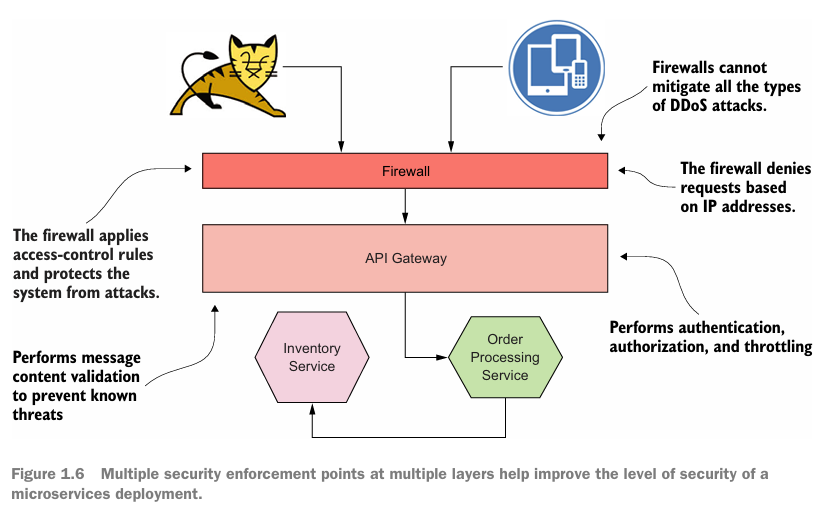 Firewalls cannot
mitigate all the types
of DDoS attacks.
Firewall
The firewall denies
requests based
on IP addresses.
The firewall applies
access-control rules
and protects the
system from attacks.
API Gateway
Performs authentication,
authorization, and throttling
Performs message
content validation
to prevent known
threats
Inventory
Service
Order
Processing
Service
Figure 1.6 Multiple security enforcement points at multiple layers help improve the level of security of a
microservices deployment.